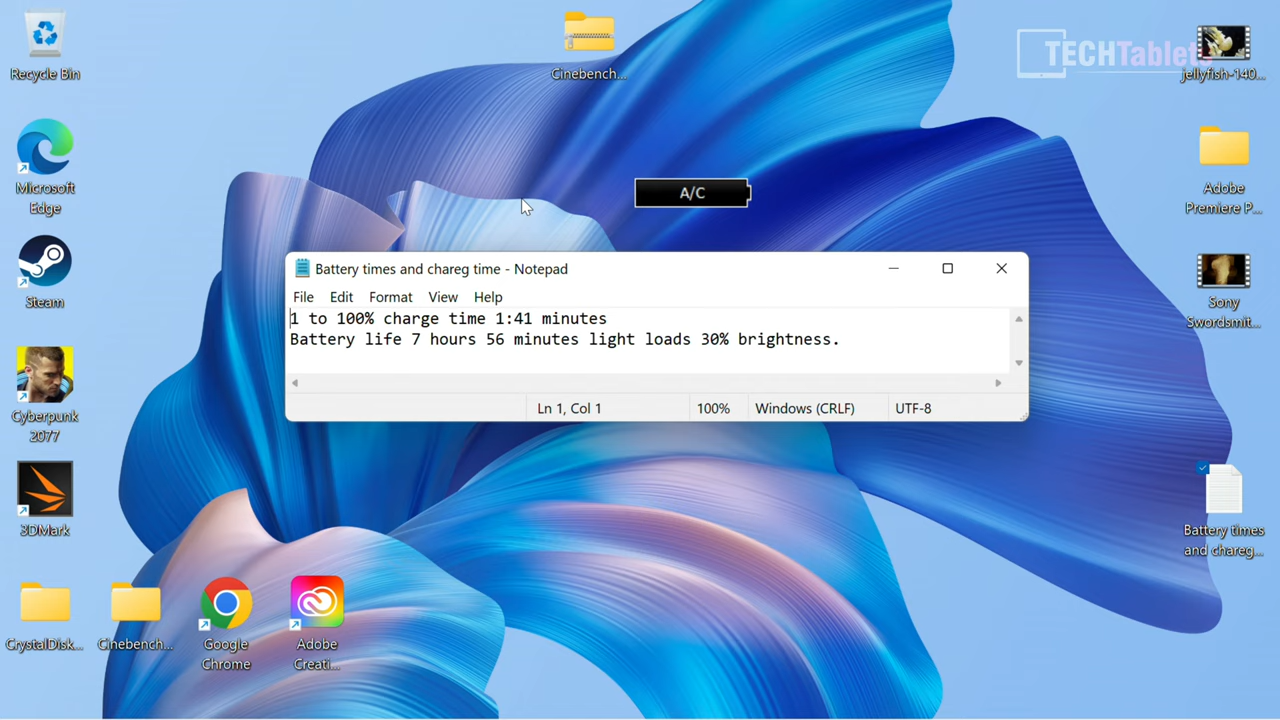 Recycle Bin
Cinebench...
TECHTablets
Jellyfish-140...
Microsoft
Edge
A/C
Adobe
Premiere P...
Steam
Battery times and chareg time - Notepad
File Edit Format View Help
1 to 100% charge time 1:41 minutes
Battery life 7 hours 56 minutes light loads 30% brightness.
Ln 1, Col 1 100% Windows (CRLF) UTF-8
Sony
Swordsmit...
Cyberpunk
2077
3DMark
Battery times
and chareg...
CrystalDisk...
Cinebench...
Google
Chrome
Adobe
Creati...